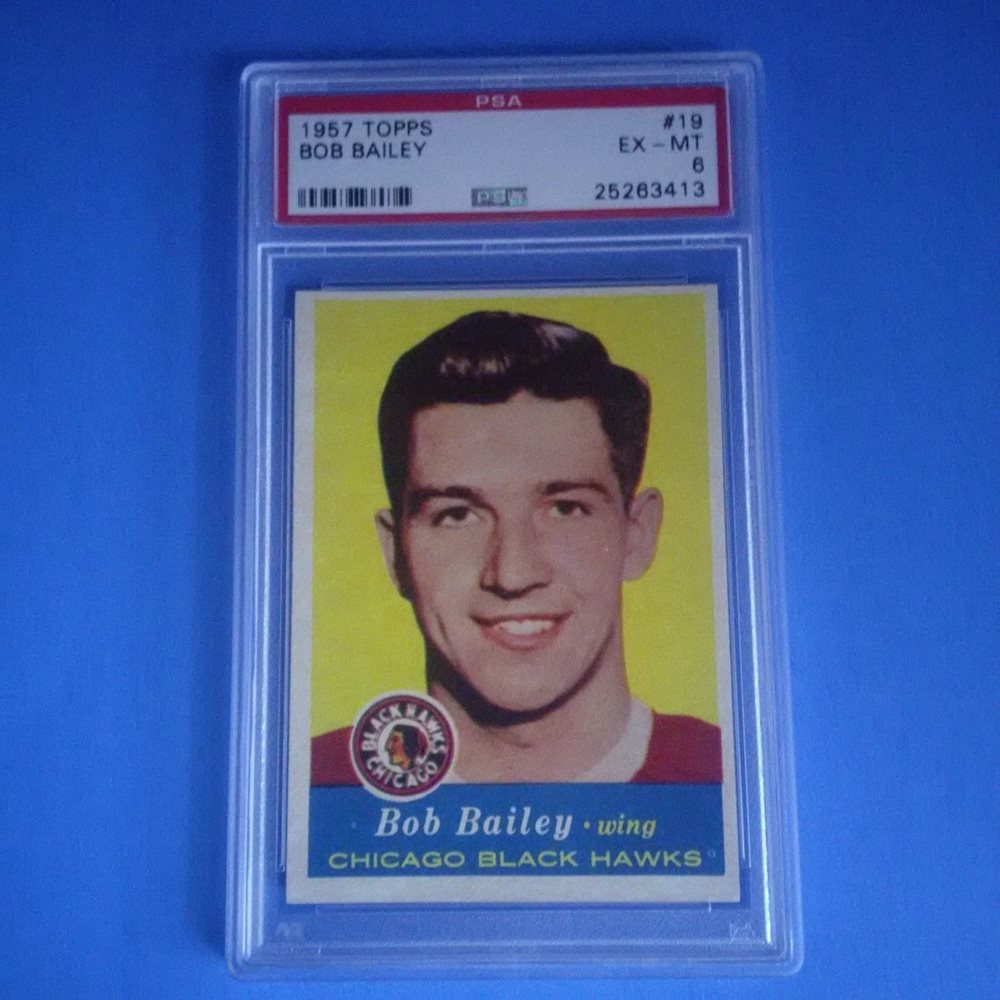 PSA
1957 TOPPS #19
BOB BAILEY EX - MT
6
25263413
BLACK HAWKS
CHICAGO
Bob Bailey · wing
CHICAGO BLACK HAWKS